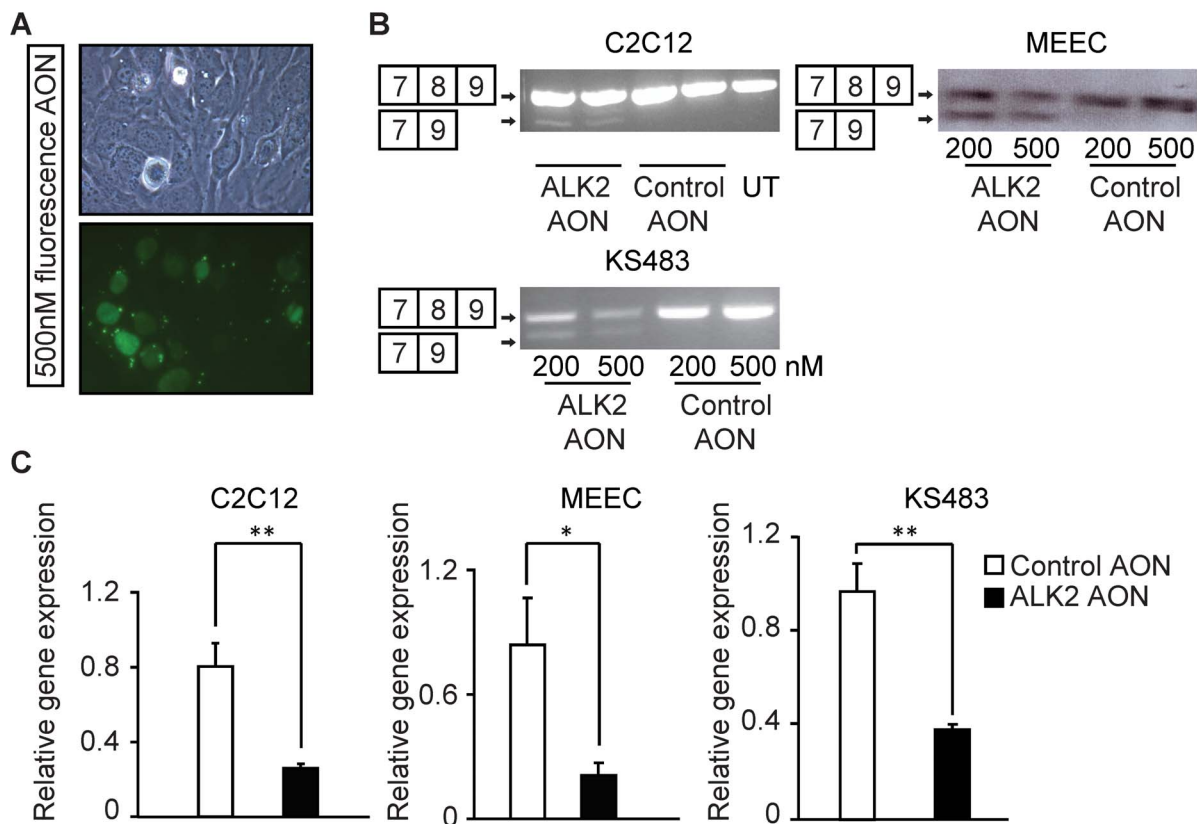 A
500nM fluorescence AON
B
C2C12
7 8 9
7 9
ALK2 Control UT
AON AON
MEEC
7 8 9
7 9
200 500 200 500
ALK2 Control
AON AON
KS483
7 8 9
7 9
200 500 200 500 nM
ALK2 Control
AON AON
C
C2C12
**
Relative gene expression
1.2
0.8
0.4
0
MEEC
*
Relative gene expression
1.2
0.6
0
KS483
**
Relative gene expression
1.2
0.8
0.4
0
Control AON
ALK2 AON